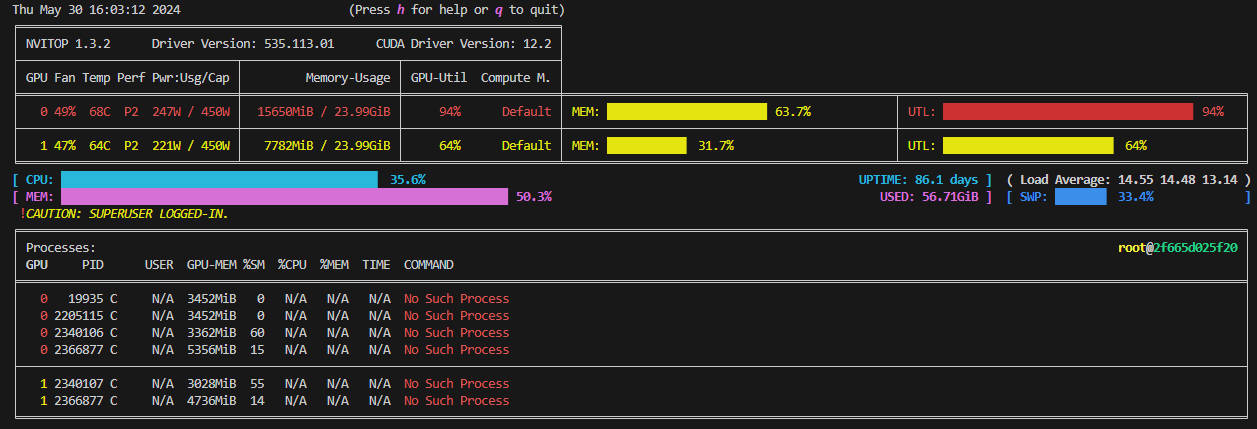 Thu May 30 16:03:12 2024 (Press h for help or q to quit)
NVITOP 1.3.2 Driver Version: 535.113.01 CUDA Driver Version: 12.2
GPU Fan Temp Perf Pwr:Usg/Cap Memory-Usage GPU-Util Compute M.
0 49% 68C P2 247W / 450W 15650MiB / 23.99GiB 94% Default MEM: 63.7% UTL: 94%
1 47% 64C P2 221W / 450W 7782MiB / 23.99GiB 64% Default MEM: 31.7% UTL: 64%
[ CPU: 35.6% UPTIME: 86.1 days ] ( Load Average: 14.55 14.48 13.14 )
[ MEM: 50.3% USED: 56.71GiB ] [ SWP: 33.4% ]
!CAUTION: SUPERUSER LOGGED-IN.
Processes: root@2f665d025f20
GPU PID USER GPU-MEM %SM %CPU %MEM TIME COMMAND
0 19935 C N/A 3452MiB 0 N/A N/A N/A No Such Process
0 2205115 C N/A 3452MiB 0 N/A N/A N/A No Such Process
0 2340106 C N/A 3362MiB 60 N/A N/A N/A No Such Process
0 2366877 C N/A 5356MiB 15 N/A N/A N/A No Such Process
1 2340107 C N/A 3028MiB 55 N/A N/A N/A No Such Process
1 2366877 C N/A 4736MiB 14 N/A N/A N/A No Such Process